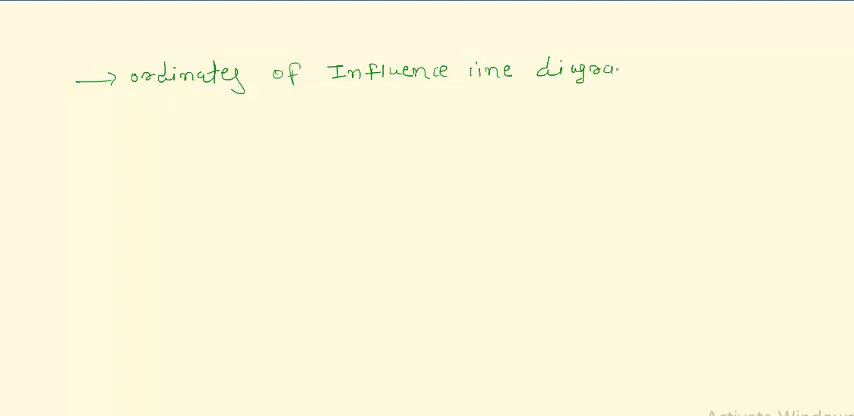 → ordinates of Influence line diagra